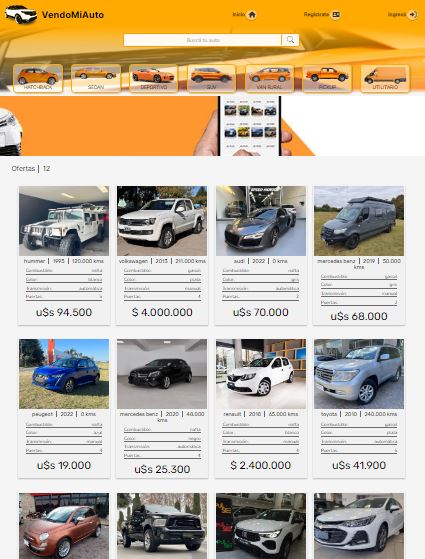 VendoMiAuto
Inicio
Registrate
Ingresá
Buscá tu auto
HATCHBACK
SEDAN
DEPORTIVO
SUV
VAN RURAL
PICKUP
UTILITARIO
Ofertas | 12
hummer | 1995 | 120.000 kms
Combustible: nafta
Color: blanco
Transmisión: automática
Puertas: 5
u$s 94.500
volkswagen | 2013 | 211.000 kms
Combustible: gasoil
Color: plata
Transmisión: manual
Puertas: 4
$ 4.000.000
audi | 2022 | 0 kms
Combustible: nafta
Color: gris
Transmisión: automática
Puertas: 2
u$s 70.000
mercedes benz | 2019 | 50.000
kms
Combustible: gasoil
Color: gris
Transmisión: manual
Puertas: 2
u$s 68.000
peugeot | 2022 | 0 kms
Combustible: nafta
Color: azul
Transmisión: manual
Puertas: 4
u$s 19.000
mercedes benz | 2020 | 48.000
kms
Combustible: nafta
Color: negro
Transmisión: automática
Puertas: 4
u$s 25.300
renault | 2018 | 65.000 kms
Combustible: nafta
Color: blanco
Transmisión: manual
Puertas: 4
$ 2.400.000
toyota | 2010 | 240.000 kms
Combustible: gasoil
Color: plata
Transmisión: automática
Puertas: 5
u$s 41.900